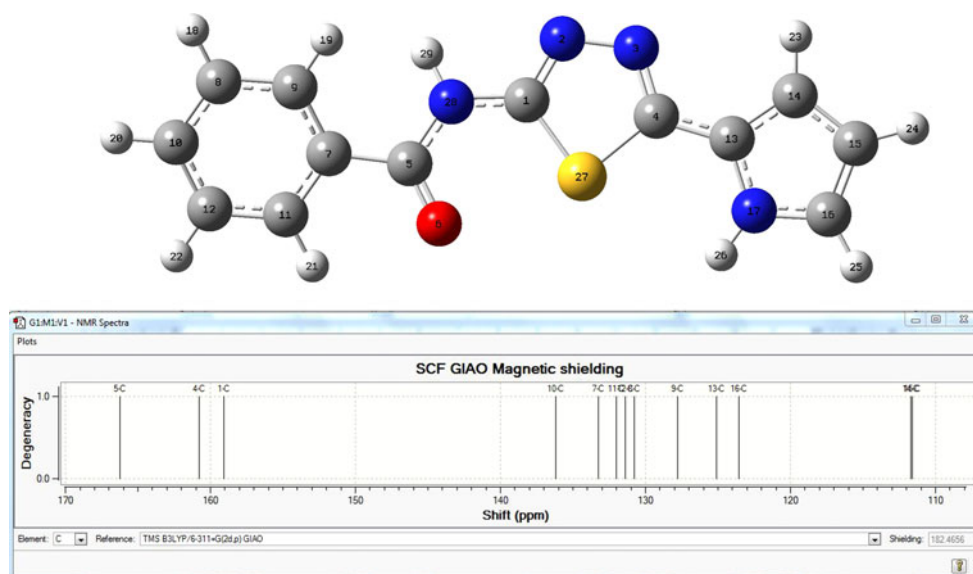 18 19 2 3 23
29
8 9 28 1 14
4 24
20 10 7 5 13 15
27
12 11 6 17 16
22 21 26 25
G1:M1:V1 - NMR Spectra
Plots
SCF GIAO Magnetic shielding
5-C 4-C 1-C 10-C 7-C 9-C 13-C 16-C
Degeneracy
1.0
0.0
170 160 150 140 130 120 110
Shift (ppm)
Element: C Reference: TMS B3LYP/6-311+G(2d,p) GIAO Shielding: 182.4656